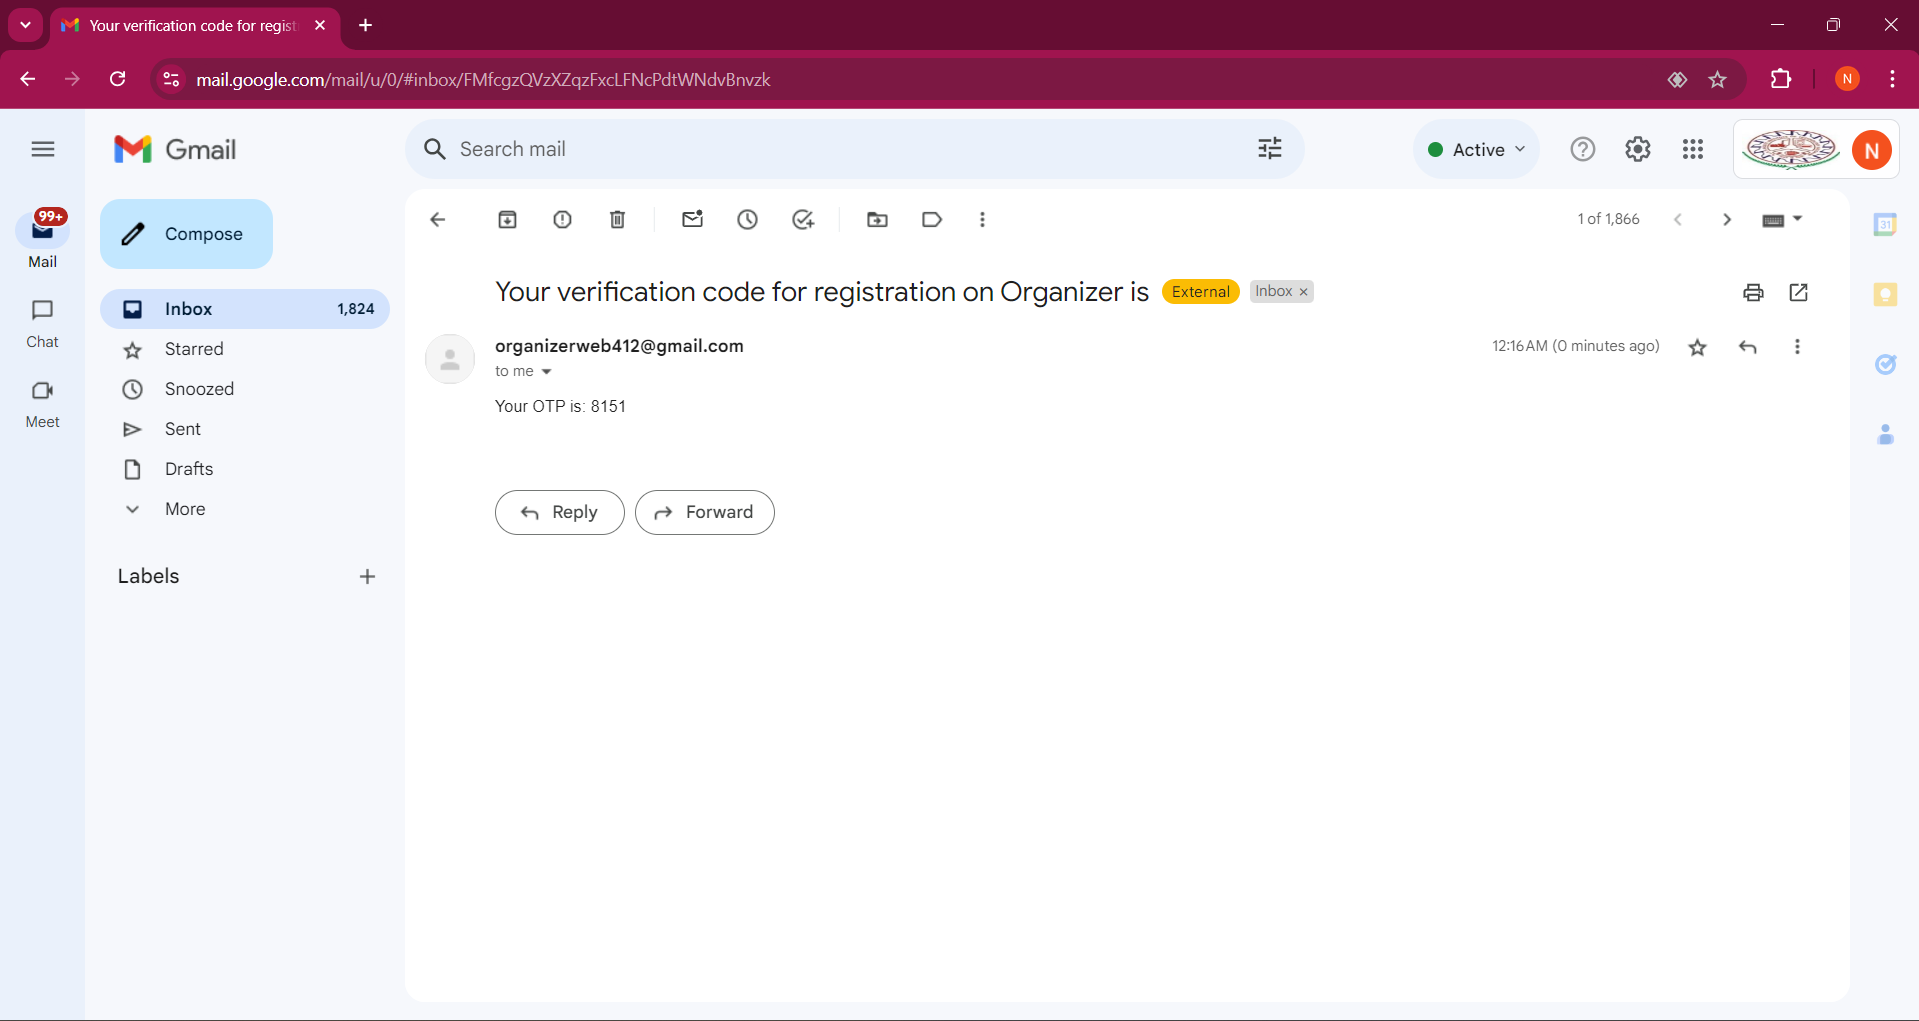 Your verification code for regist
mail.google.com/mail/u/0/#inbox/FMfcgzQVzXZqzFxcLFNcPdtWNdvBnvzk
N
Gmail
Search mail
Active
N
99+
Mail
Compose
1 of 1,866
31
Inbox 1,824
Your verification code for registration on Organizer is External Inbox ×
Chat
Starred
organizerweb412@gmail.com
12:16 AM (0 minutes ago)
to me
Snoozed
Your OTP is: 8151
Meet
Sent
Drafts
More
Reply
Forward
Labels